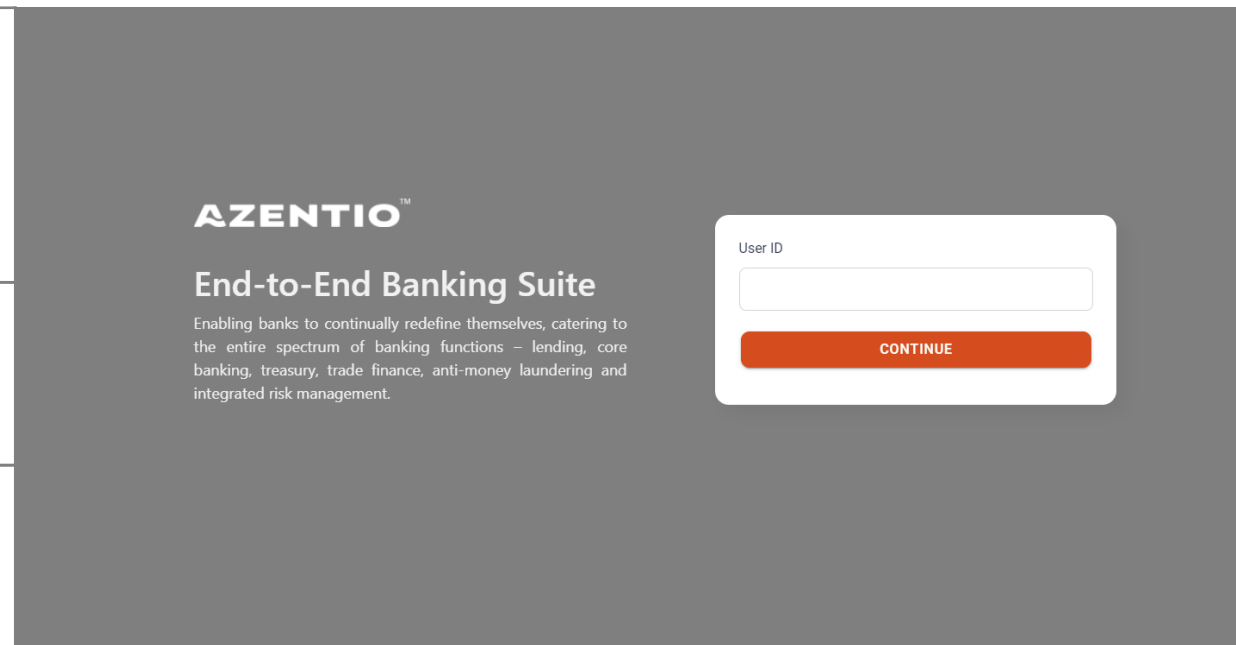 AZENTIO™
End-to-End Banking Suite
Enabling banks to continually redefine themselves, catering to
the entire spectrum of banking functions – lending, core
banking, treasury, trade finance, anti-money laundering and
integrated risk management.
User ID
CONTINUE